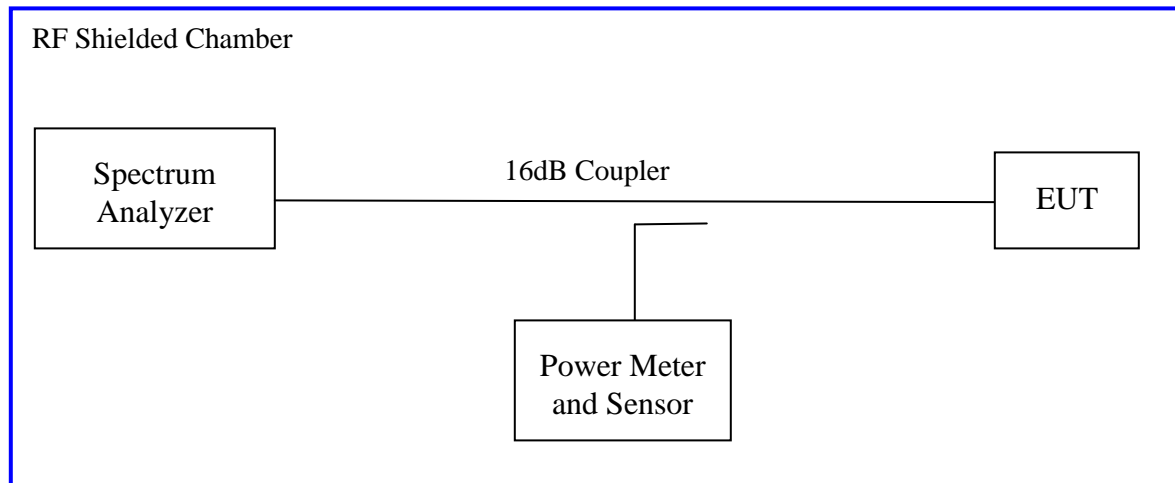 RF Shielded Chamber
16dB Coupler
Spectrum
Analyzer
EUT
Power Meter
and Sensor